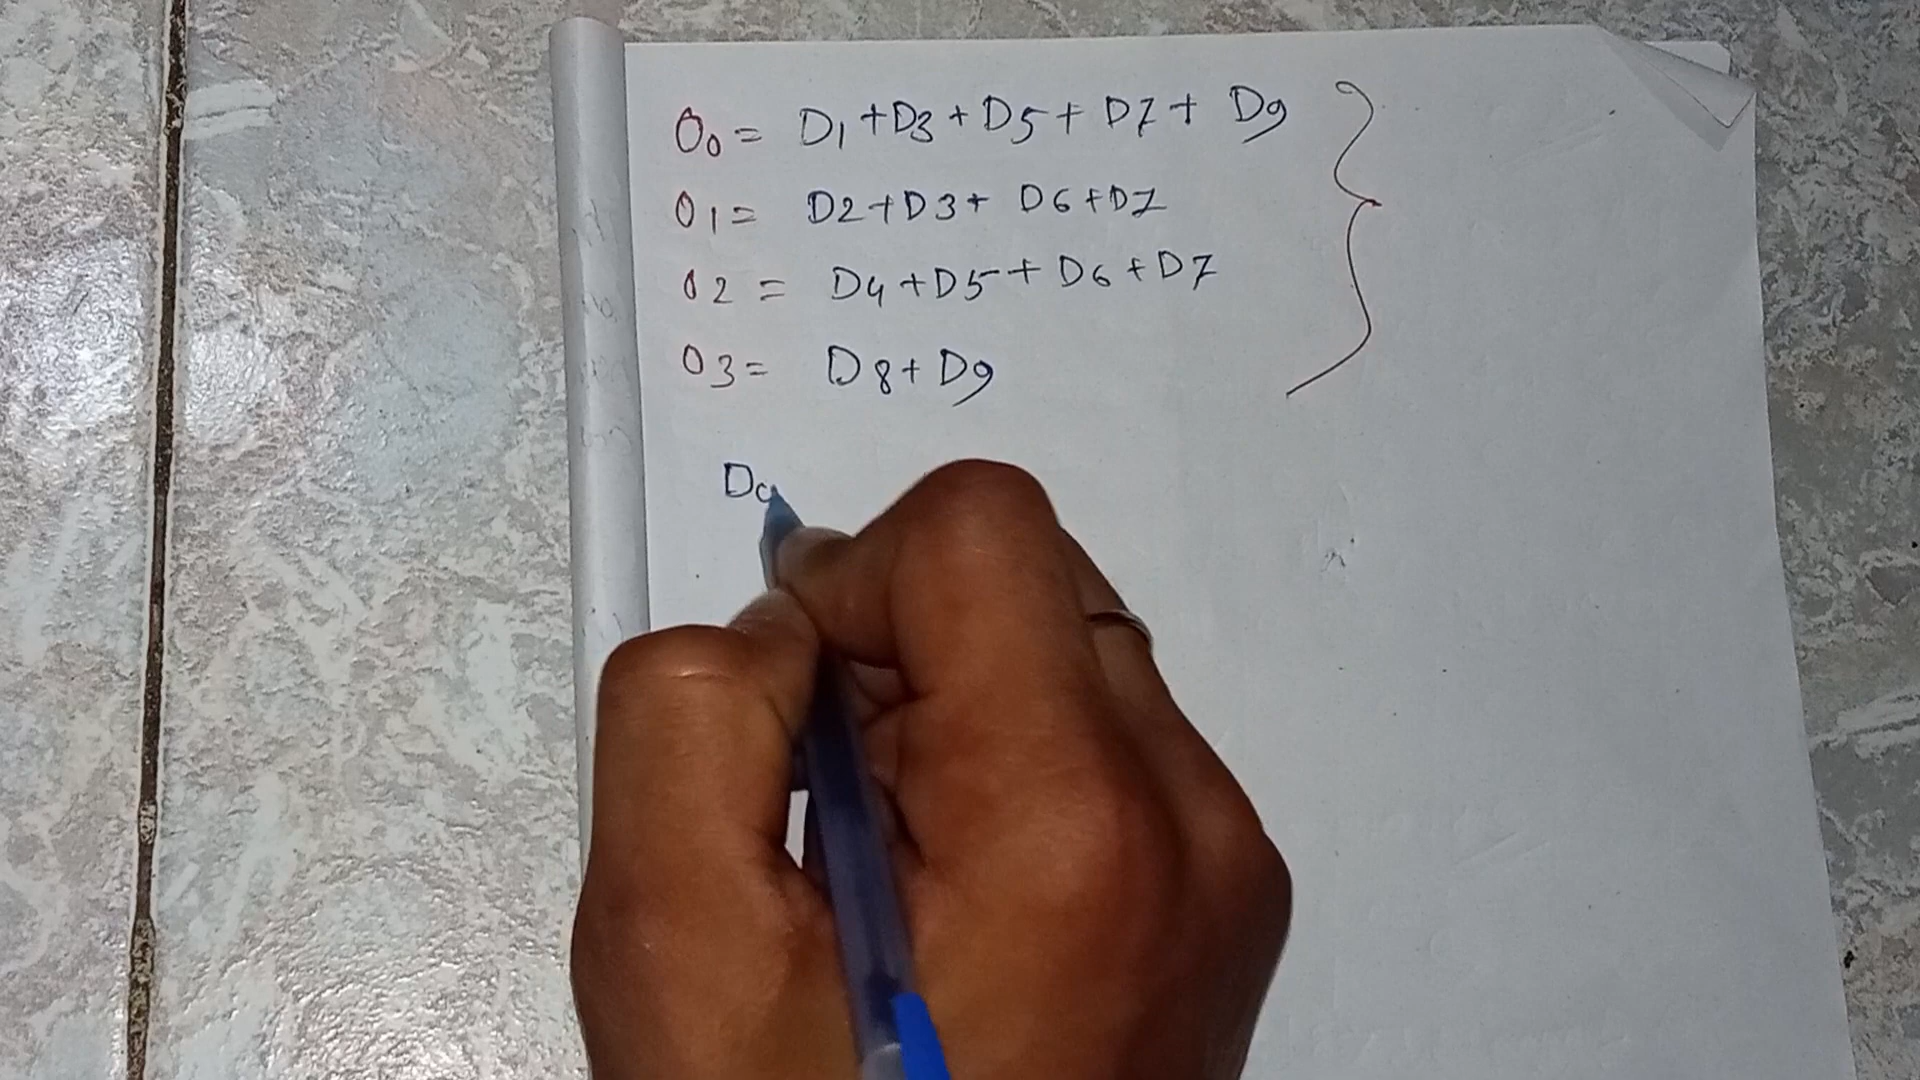 O0 = D1+D3+D5+D7+ D9
O1= D2+D3+ D6+D7
O2 = D4+D5+D6+D7
O3= D8+D9
D0